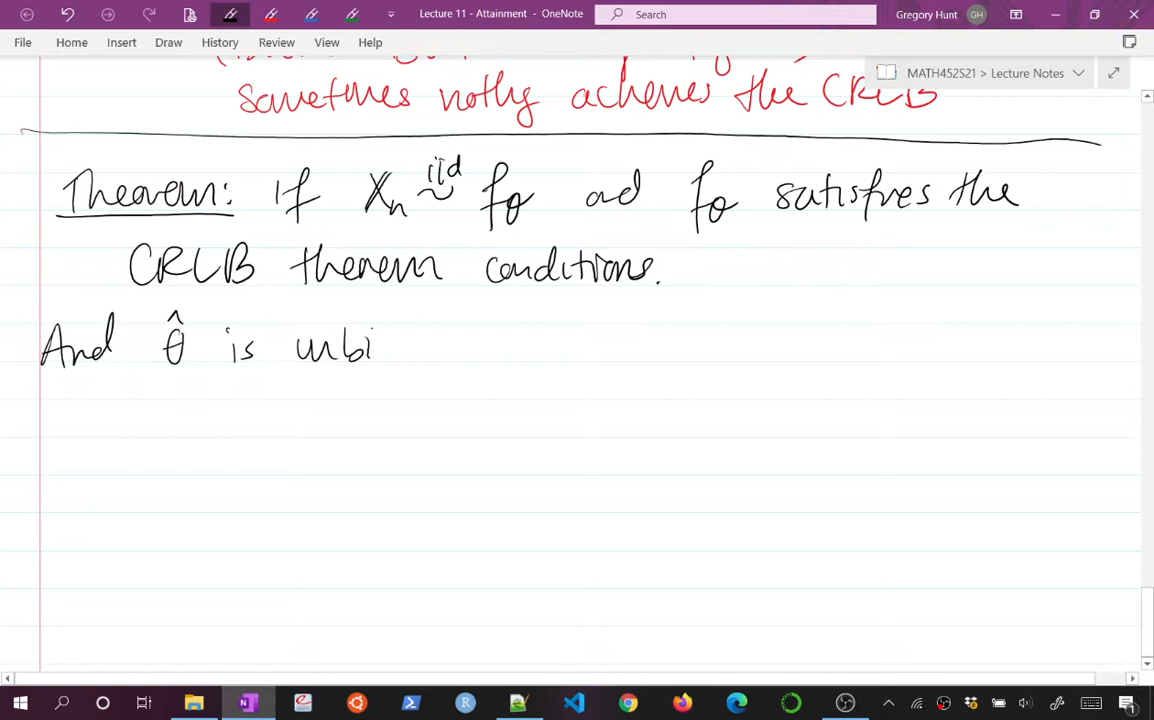 Lecture 11 - Attainment - OneNote
Search
Gregory Hunt
GH
File Home Insert Draw History Review View Help
MATH452S21 > Lecture Notes
sometimes nothing achieves the CRLB
Theorem: If Xn iid ~ fθ and fθ satisfies the
CRLB theorem conditions.
And θ̂ is unbi